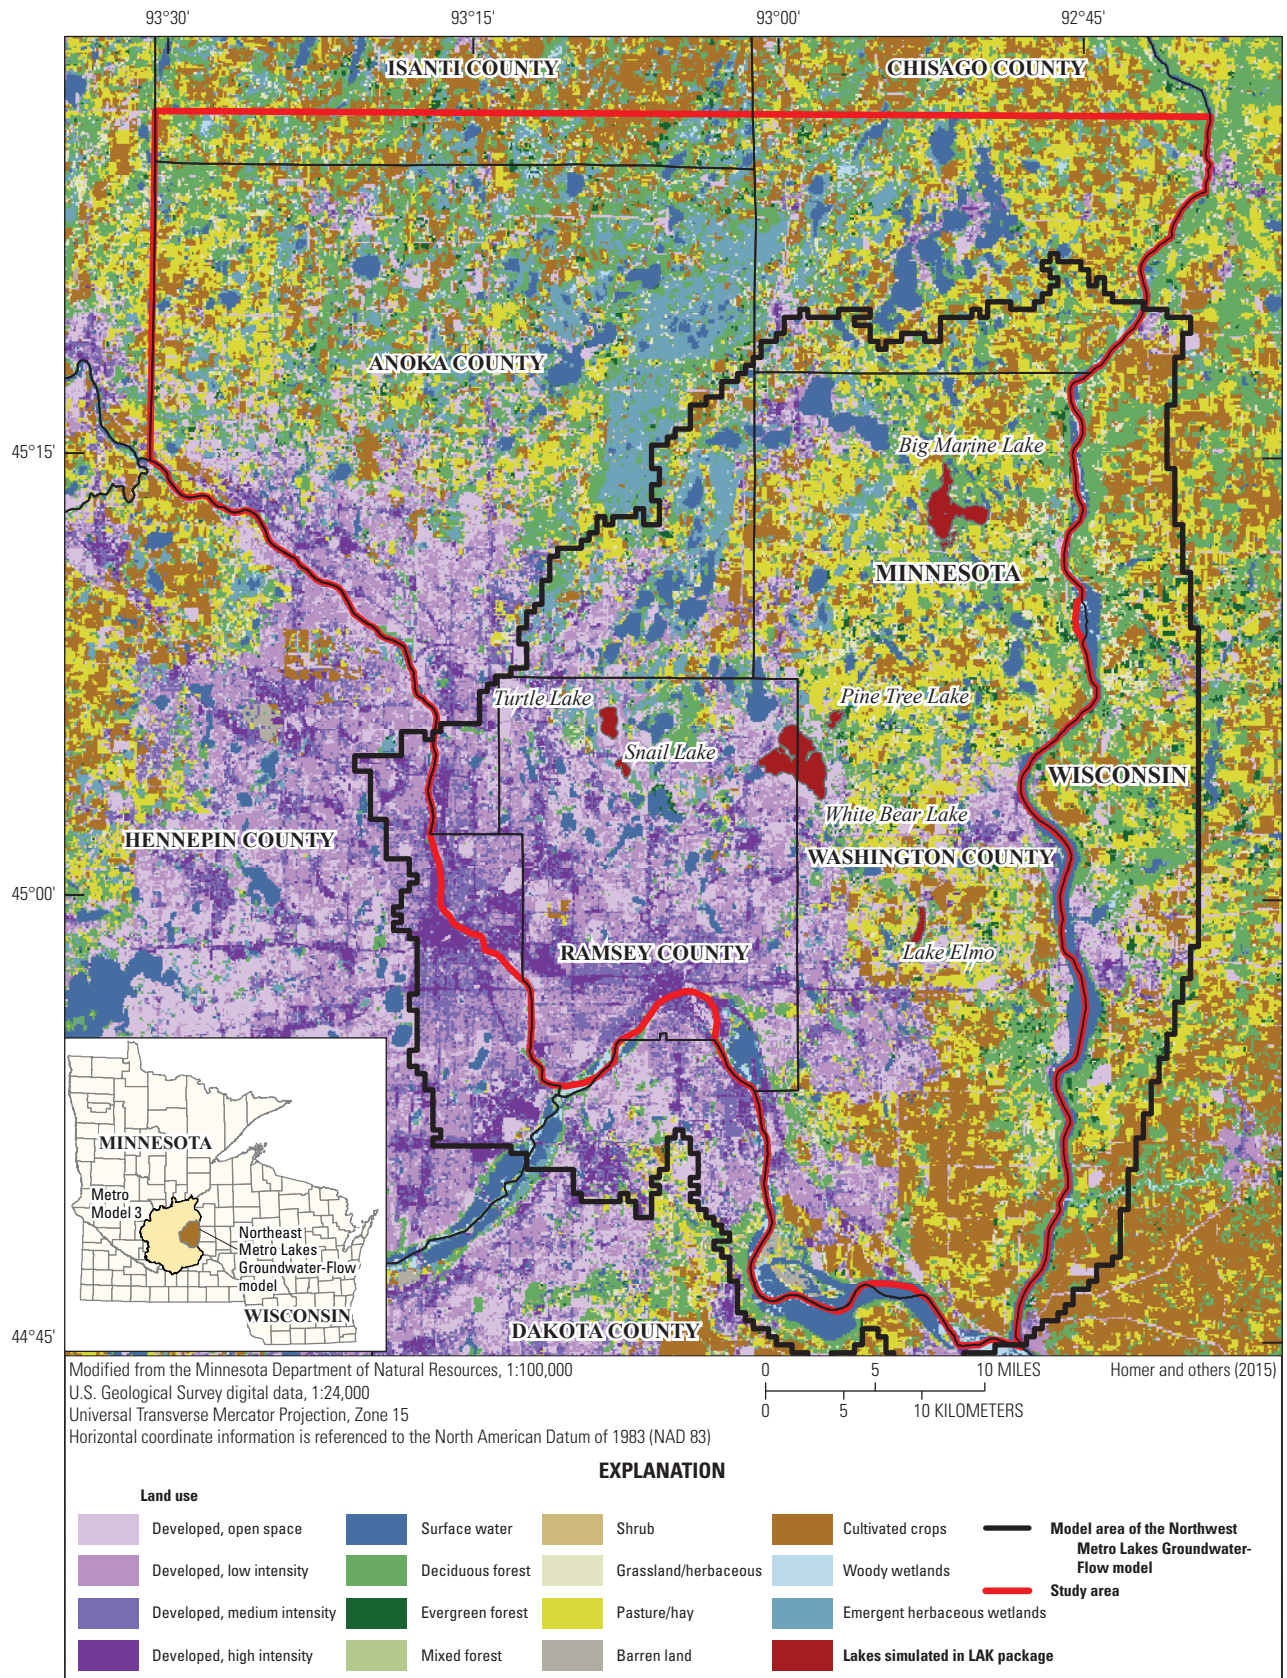 93°30'
93°15'
93°00'
92°45'
ISANTI COUNTY
CHISAGO COUNTY
ANOKA COUNTY
45°15'
Big Marine Lake
MINNESOTA
Turtle Lake
Pine Tree Lake
Snail Lake
WISCONSIN
White Bear Lake
HENNEPIN COUNTY
WASHINGTON COUNTY
45°00'
RAMSEY COUNTY
Lake Elmo
MINNESOTA
Metro
Model 3
Northeast
Metro Lakes
Groundwater-Flow
model
WISCONSIN
44°45'
DAKOTA COUNTY
Modified from the Minnesota Department of Natural Resources, 1:100,000
U.S. Geological Survey digital data, 1:24,000
Universal Transverse Mercator Projection, Zone 15
Horizontal coordinate information is referenced to the North American Datum of 1983 (NAD 83)
0 5 10 MILES
0 5 10 KILOMETERS
Homer and others (2015)
EXPLANATION
Land use
Developed, open space
Developed, low intensity
Developed, medium intensity
Developed, high intensity
Surface water
Deciduous forest
Evergreen forest
Mixed forest
Shrub
Grassland/herbaceous
Pasture/hay
Barren land
Cultivated crops
Woody wetlands
Emergent herbaceous wetlands
Lakes simulated in LAK package
Model area of the Northwest
Metro Lakes Groundwater-
Flow model
Study area